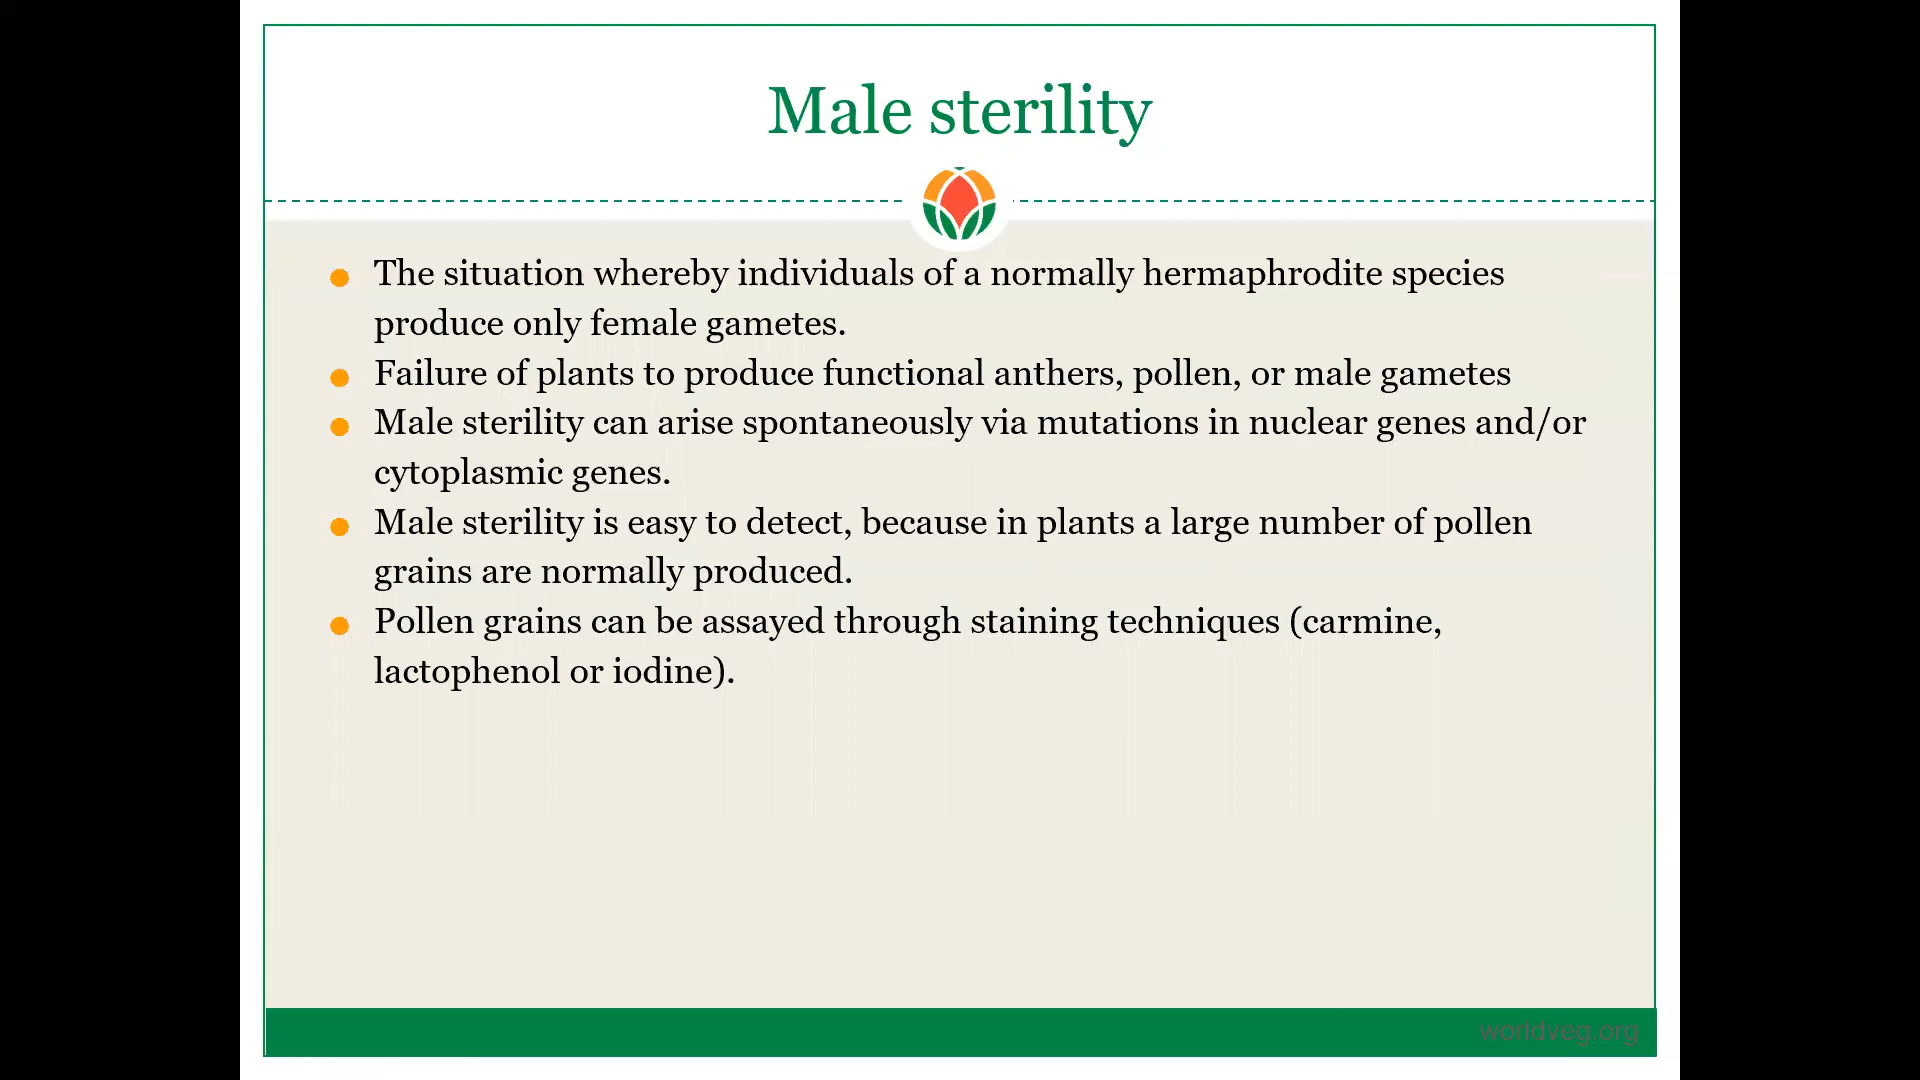 Male sterility
The situation whereby individuals of a normally hermaphrodite species
produce only female gametes.
Failure of plants to produce functional anthers, pollen, or male gametes
Male sterility can arise spontaneously via mutations in nuclear genes and/or
cytoplasmic genes.
Male sterility is easy to detect, because in plants a large number of pollen
grains are normally produced.
Pollen grains can be assayed through staining techniques (carmine,
lactophenol or iodine).
worldveg.org